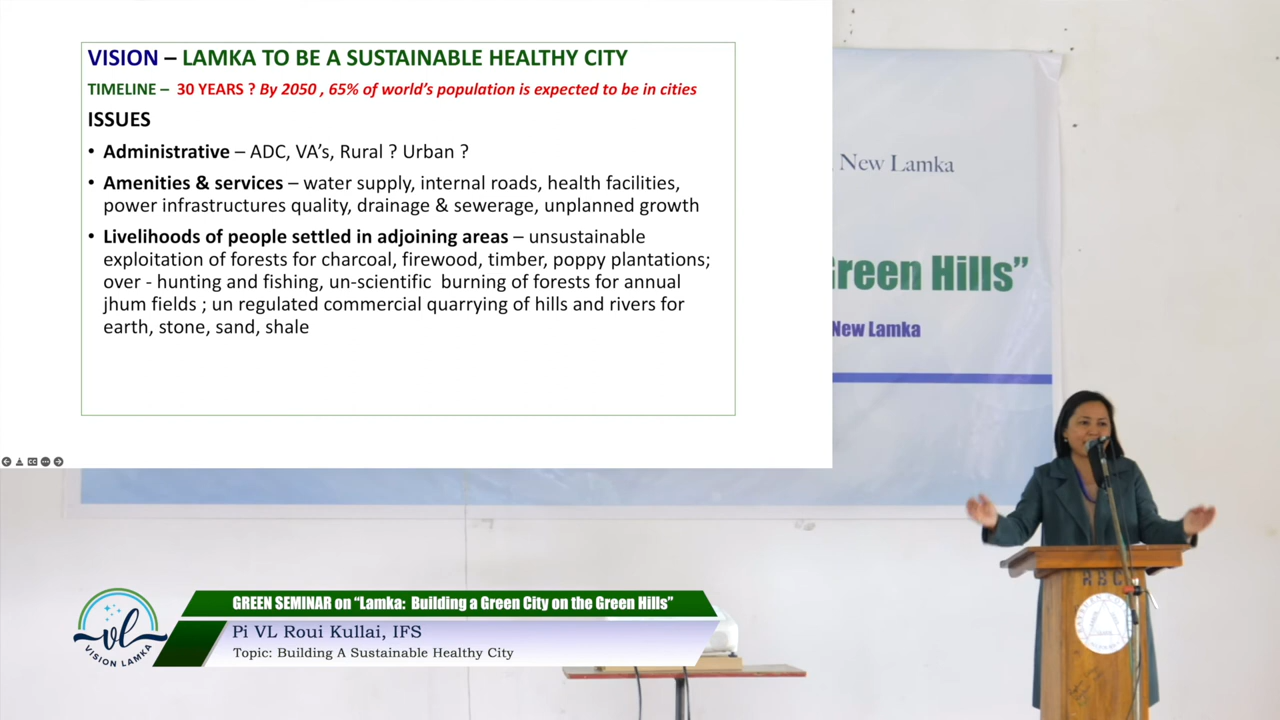 VISION – LAMKA TO BE A SUSTAINABLE HEALTHY CITY
TIMELINE – 30 YEARS ? By 2050 , 65% of world's population is expected to be in cities
ISSUES
• Administrative – ADC, VA's, Rural ? Urban ?
• Amenities & services – water supply, internal roads, health facilities,
power infrastructures quality, drainage & sewerage, unplanned growth
• Livelihoods of people settled in adjoining areas – unsustainable
exploitation of forests for charcoal, firewood, timber, poppy plantations;
over - hunting and fishing, un-scientific burning of forests for annual
jhum fields ; un regulated commercial quarrying of hills and rivers for
earth, stone, sand, shale
New Lamka
Green Hills”
New Lamka
RBC
vl
VISION LAMKA
GREEN SEMINAR on “Lamka: Building a Green City on the Green Hills”
Pi VL Roui Kullai, IFS
Topic: Building A Sustainable Healthy City